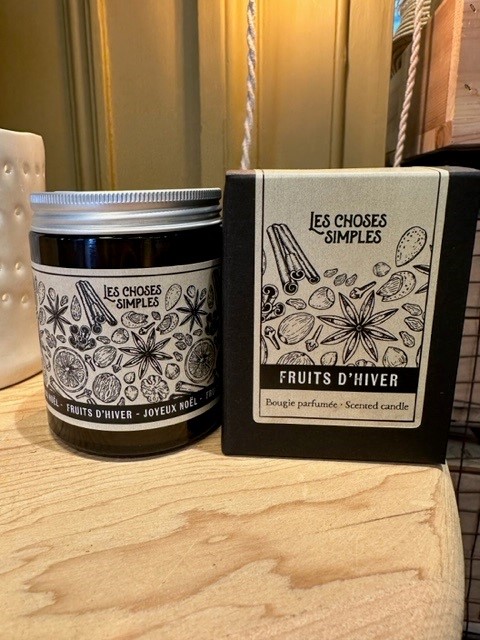 LES CHOSES
SIMPLES
NOËL - FRUITS D'HIVER - JOYEUX NOËL -
LES CHOSES
SIMPLES
FRUITS D'HIVER
Bougie parfumée · Scented candle